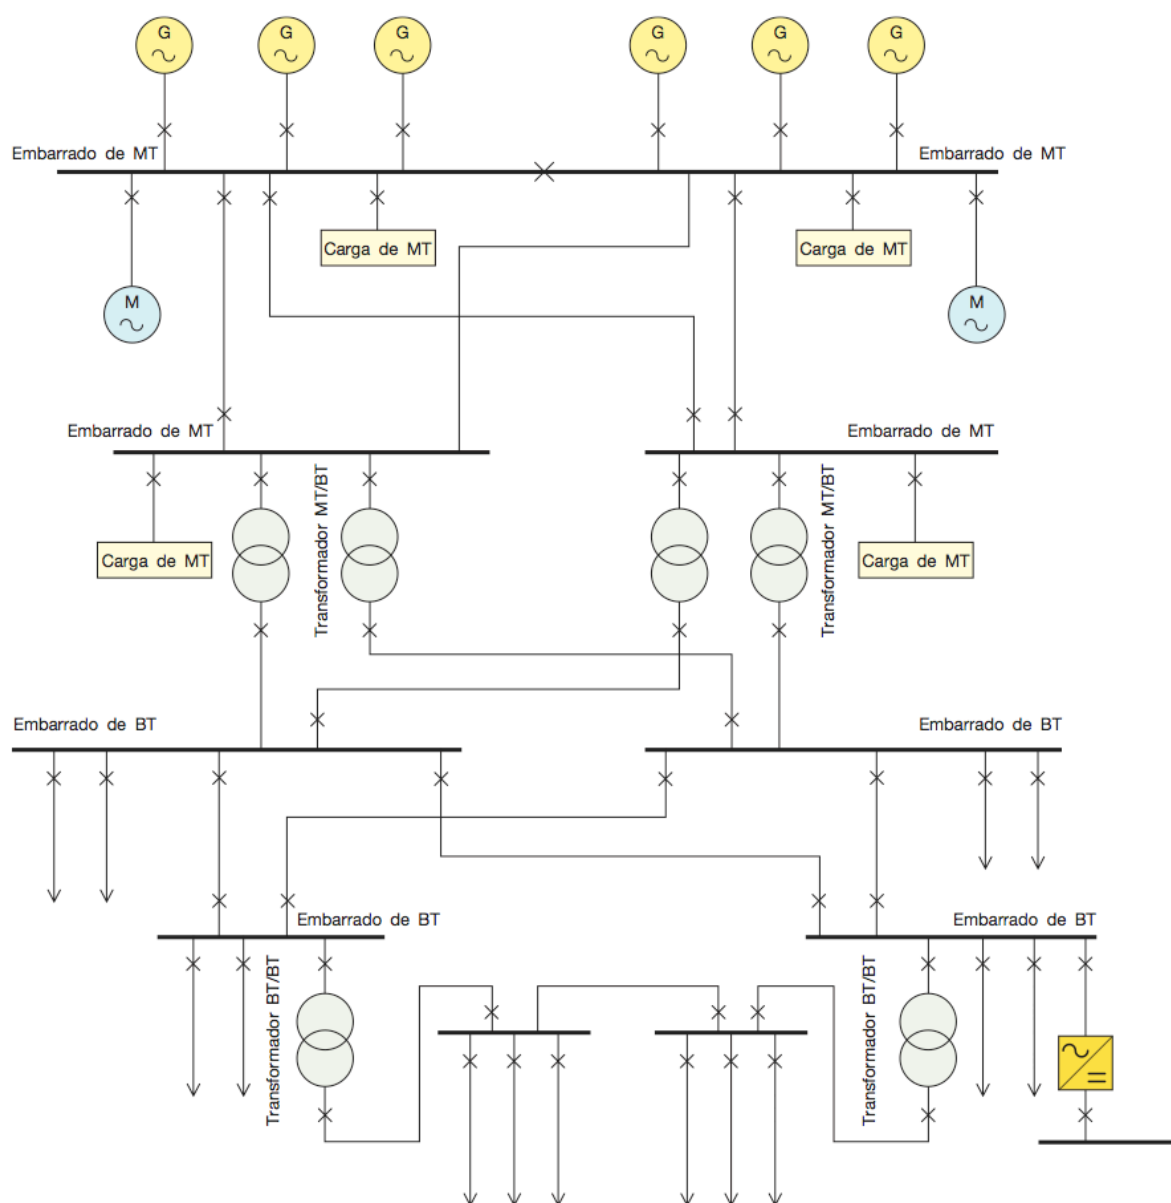 G
G
G
G
G
G
Embarrado de MT
Embarrado de MT
Carga de MT
Carga de MT
M
M
Embarrado de MT
Embarrado de MT
Transformador MT/BT
Transformador MT/BT
Carga de MT
Carga de MT
Embarrado de BT
Embarrado de BT
Embarrado de BT
Embarrado de BT
Transformador BT/BT
Transformador BT/BT